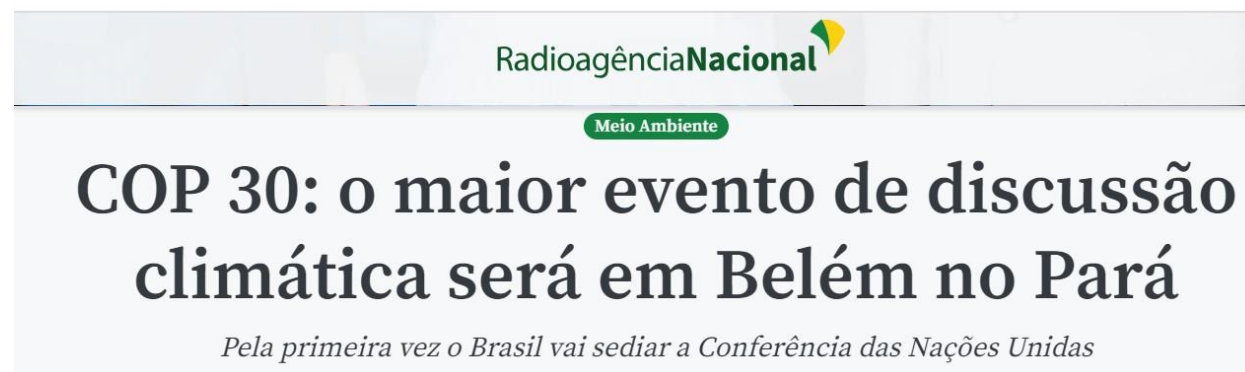 RadioagênciaNacional
Meio Ambiente
COP 30: o maior evento de discussão
climática será em Belém no Pará
Pela primeira vez o Brasil vai sediar a Conferência das Nações Unidas